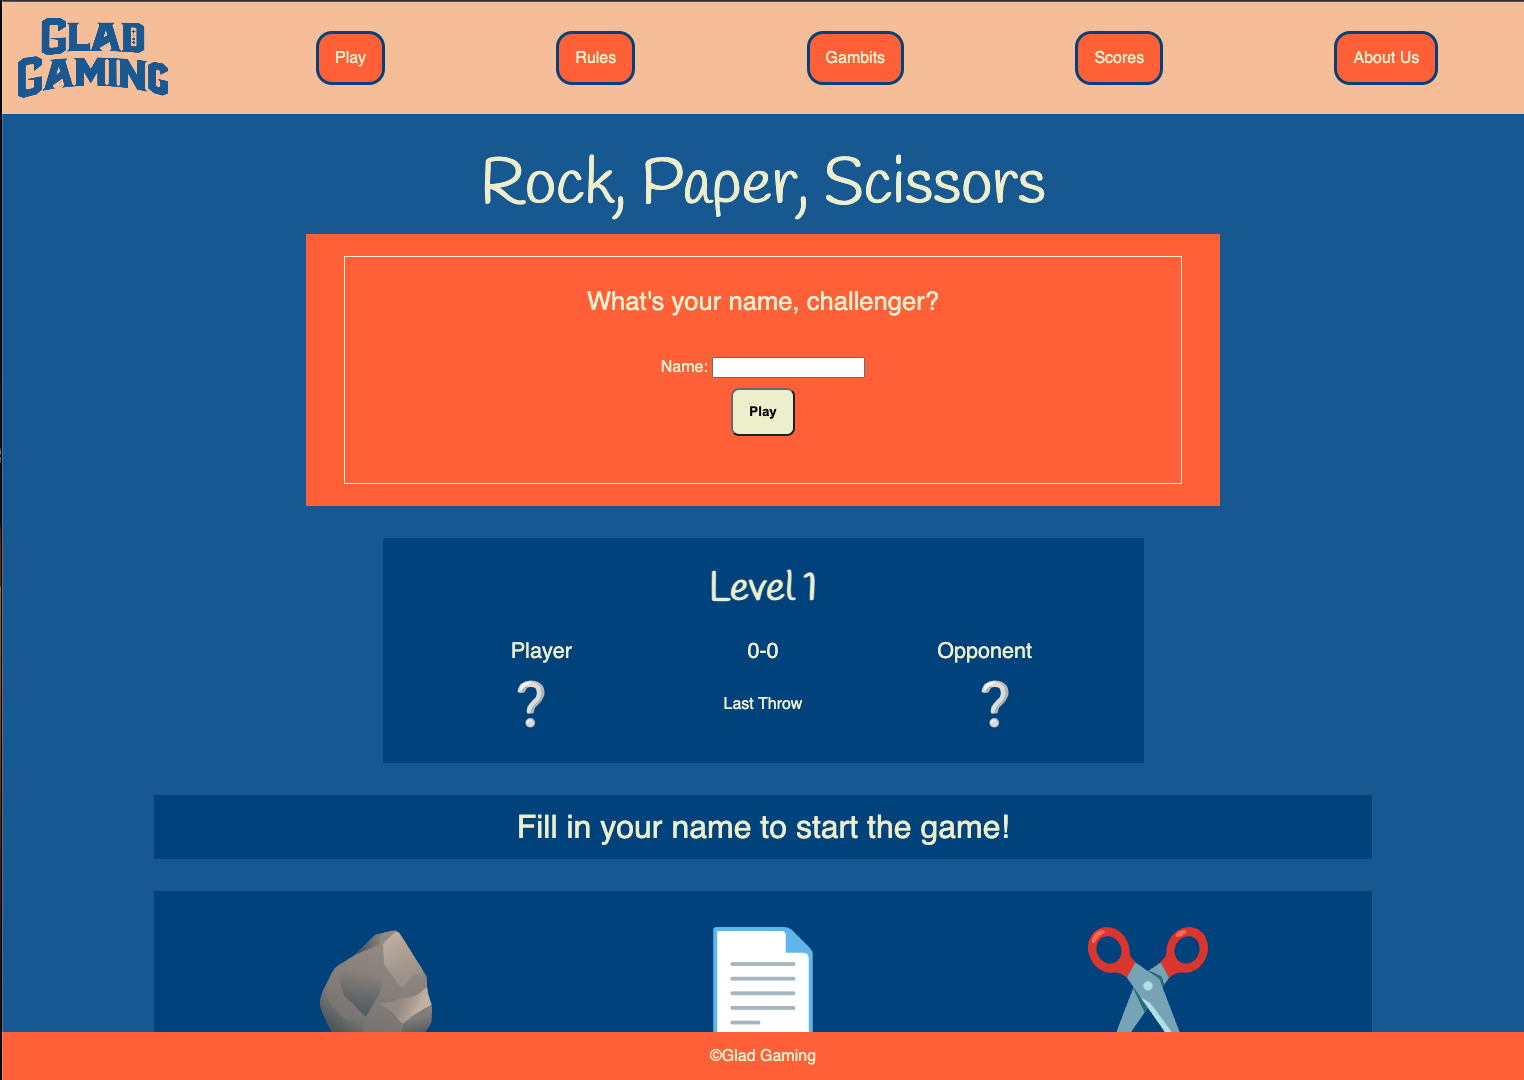 GLAD
GAMING
Play
Rules
Gambits
Scores
About Us
Rock, Paper, Scissors
What's your name, challenger?
Name:
Play
Level 1
Player
0-0
Opponent
❔
Last Throw
❔
Fill in your name to start the game!
©Glad Gaming